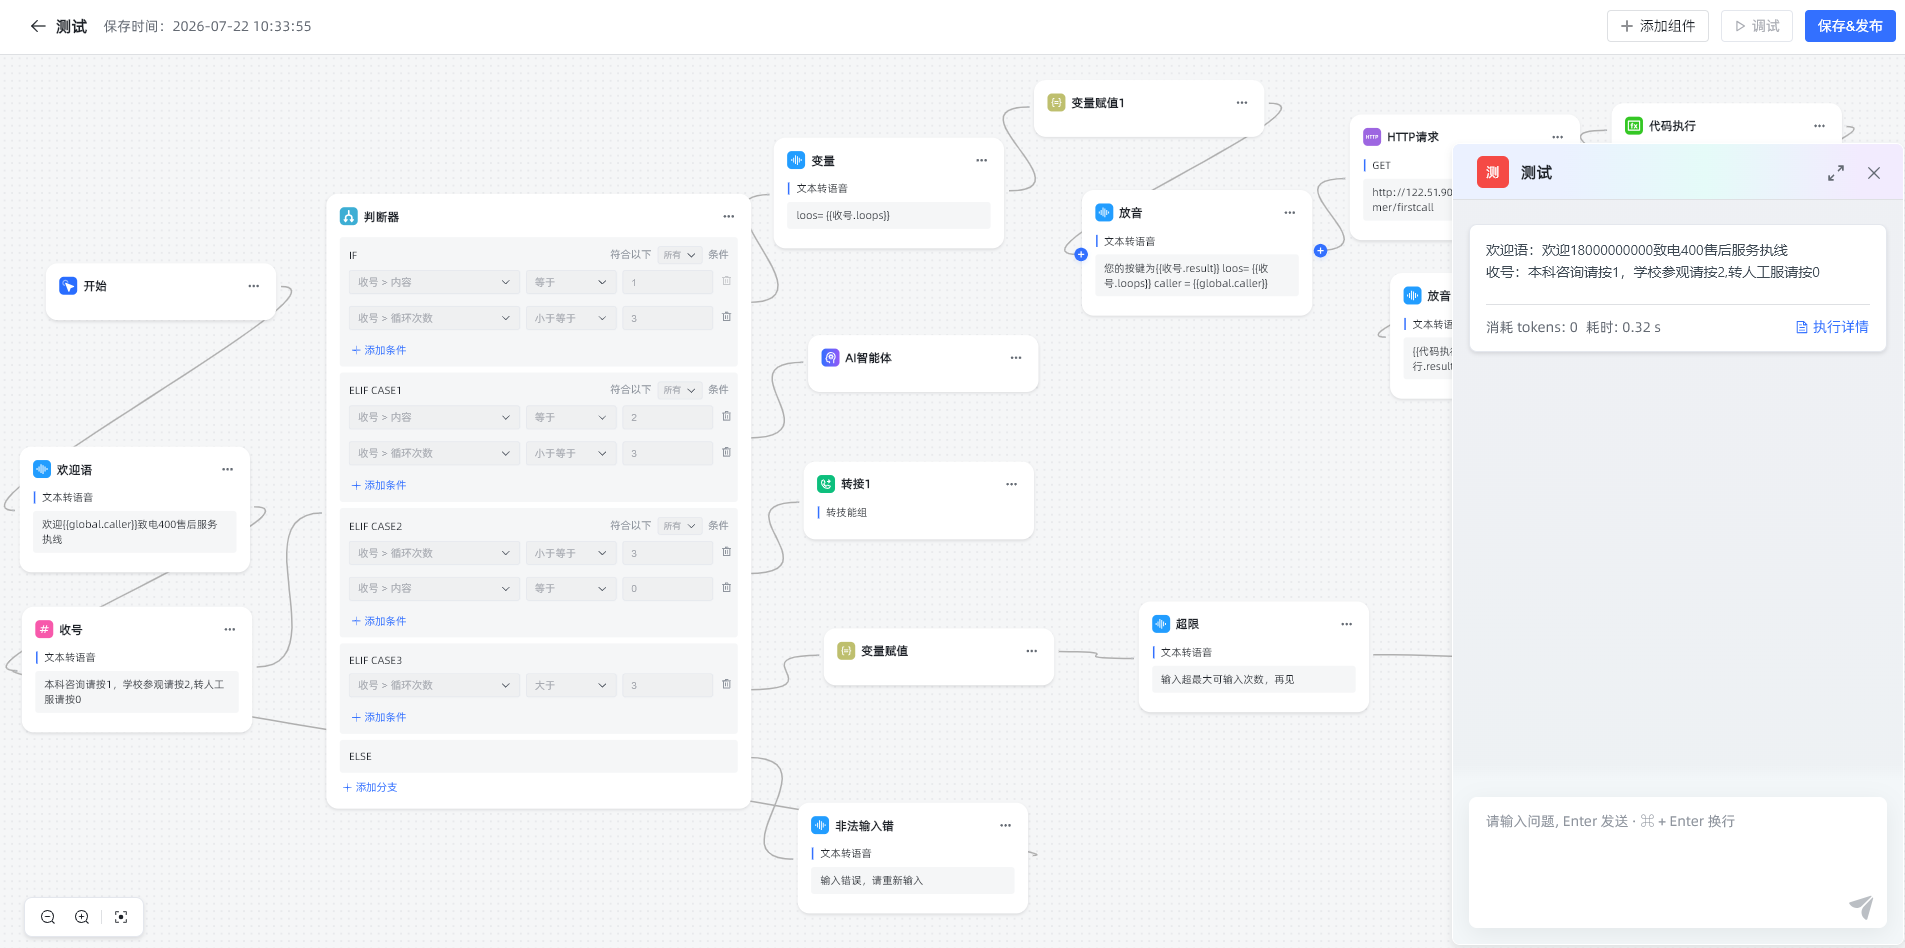 测试 保存时间：2026-07-22 10:33:55
添加组件 调试 保存&发布
开始
欢迎语
文本转语音
欢迎{{global.caller}}致电400售后服务
执线
收号
文本转语音
本科咨询请按1，学校参观请按2,转人工
服请按0
判断器
IF 符合以下 所有 条件
收号 > 内容 等于 1
收号 > 循环次数 小于等于 3
添加条件
ELIF CASE1 符合以下 所有 条件
收号 > 内容 等于 2
收号 > 循环次数 小于等于 3
添加条件
ELIF CASE2 符合以下 所有 条件
收号 > 循环次数 小于等于 3
收号 > 内容 等于 0
添加条件
ELIF CASE3
收号 > 循环次数 大于 3
添加条件
ELSE
添加分支
变量
文本转语音
loos= {{收号.loops}}
AI智能体
转接1
转技能组
变量赋值
非法输入错
文本转语音
输入错误，请重新输入
变量赋值1
放音
文本转语音
您的按键为{{收号.result}} loos= {{收
号.loops}} caller = {{global.caller}}
超限
文本转语音
输入超最大可输入次数，再见
HTTP请求
GET
http://122.51.90
mer/firstcall
放音
文本转语
{{代码执行
行.result
代码执行
测 测试
欢迎语：欢迎18000000000致电400售后服务执线
收号：本科咨询请按1，学校参观请按2,转人工服请按0
消耗 tokens: 0 耗时: 0.32 s 执行详情
请输入问题, Enter 发送 · ⌘ + Enter 换行